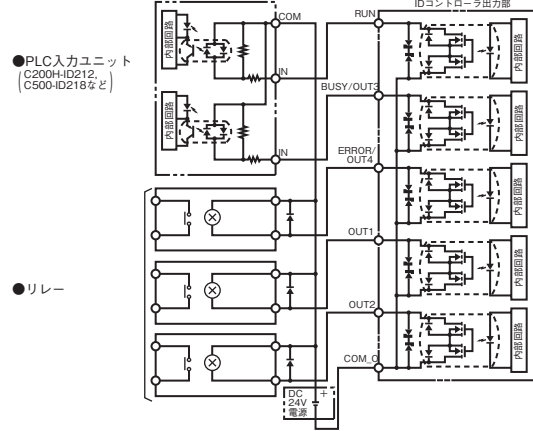 IDコントローラ出力部
内部回路
COM
RUN
内部回路
●PLC入力ユニット
(C200H-ID212,
C500-ID218など)
IN
BUSY/OUT3
内部回路
内部回路
IN
ERROR/
OUT4
内部回路
OUT1
内部回路
●リレー
OUT2
内部回路
COM_O
DC
24V
電源
+